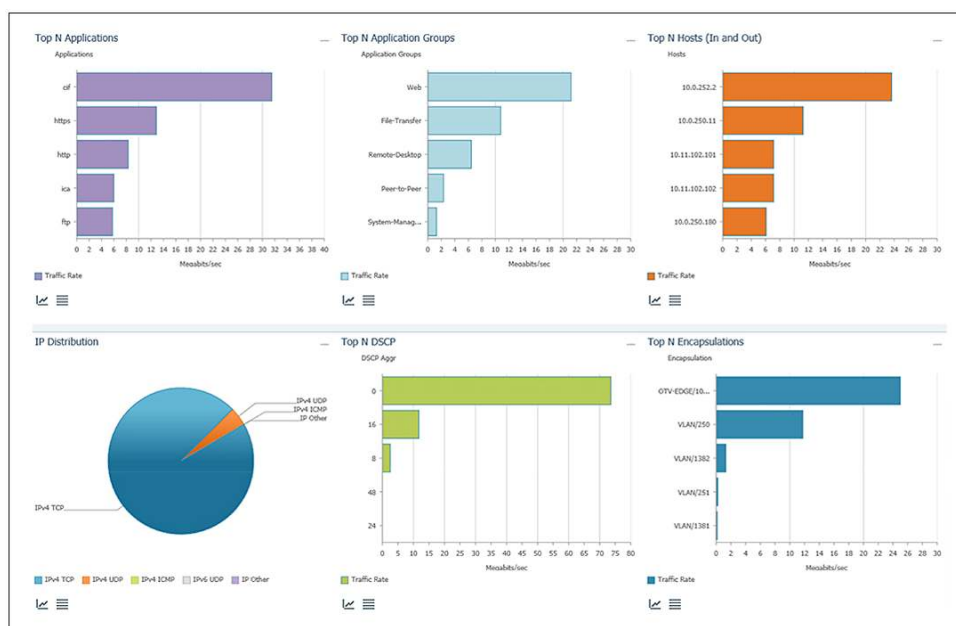 Top N Applications
Applications
cif
https
http
ica
ftp
0 2 4 6 8 10 12 14 16 18 20 22 24 26 28 30 32 34 36 38 40
Megabits/sec
Traffic Rate
Top N Application Groups
Application Groups
Web
File-Transfer
Remote-Desktop
Peer-to-Peer
System-Manag...
0 2 4 6 8 10 12 14 16 18 20 22 24 26 28 30
Megabits/sec
Traffic Rate
Top N Hosts (In and Out)
Hosts
10.0.252.2
10.0.250.11
10.11.102.101
10.11.102.102
10.0.250.180
0 2 4 6 8 10 12 14 16 18 20 22 24 26 28 30
Megabits/sec
Traffic Rate
IP Distribution
IPv4 UDP
IPv4 ICMP
IP Other
IPv4 TCP
IPv4 TCP IPv4 UDP IPv4 ICMP IPv6 UDP IP Other
Top N DSCP
DSCP Aggr
0
16
8
48
24
0 5 10 15 20 25 30 35 40 45 50 55 60 65 70 75 80
Megabits/sec
Traffic Rate
Top N Encapsulations
Encapsulation
OTV-EDGE/10...
VLAN/250
VLAN/1382
VLAN/251
VLAN/1381
0 2 4 6 8 10 12 14 16 18 20 22 24 26 28 30
Megabits/sec
Traffic Rate